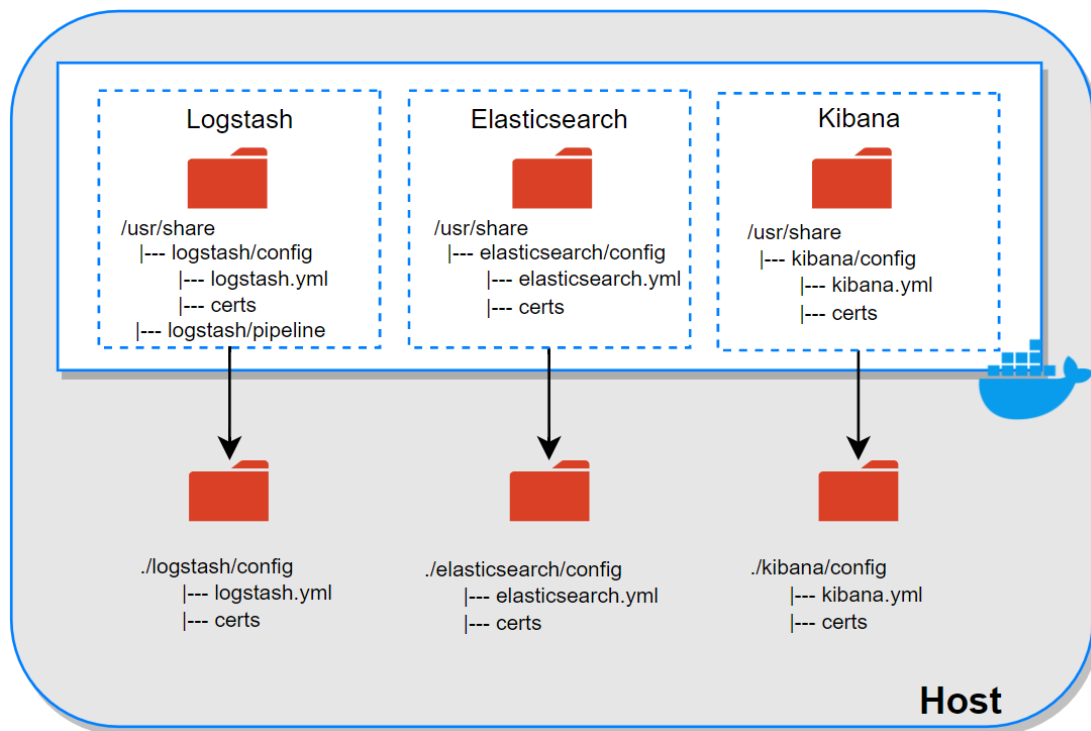 Logstash
/usr/share
|--- logstash/config
|--- logstash.yml
|--- certs
|--- logstash/pipeline
Elasticsearch
/usr/share
|--- elasticsearch/config
|--- elasticsearch.yml
|--- certs
Kibana
/usr/share
|--- kibana/config
|--- kibana.yml
|--- certs
./logstash/config
|--- logstash.yml
|--- certs
./elasticsearch/config
|--- elasticsearch.yml
|--- certs
./kibana/config
|--- kibana.yml
|--- certs
Host